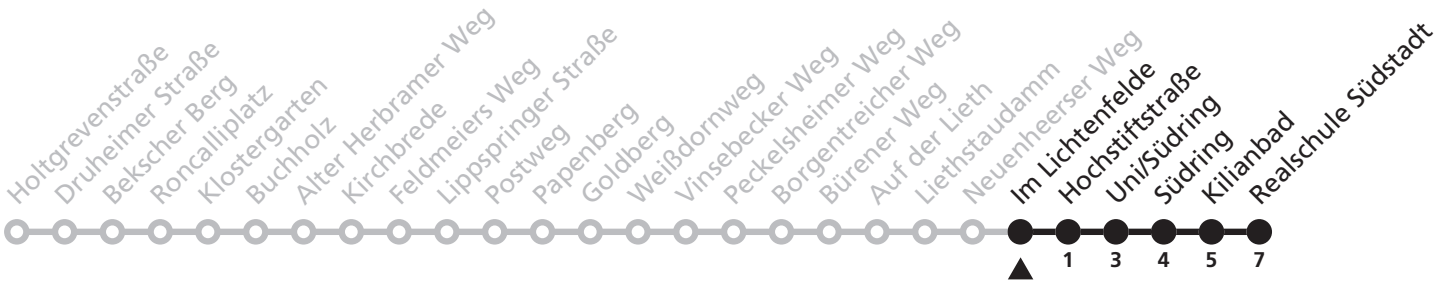 Holtgrevenstraße
Druheimer Straße
Bekscher Berg
Roncalliplatz
Klostergarten
Buchholz
Alter Herbramer Weg
Kirchbrede
Feldmeiers Weg
Lippspringer Straße
Postweg
Papenberg
Goldberg
Weißdornweg
Vinsebecker Weg
Peckelsheimer Weg
Borgentreicher Weg
Bürener Weg
Auf der Lieth
Liethstaudamm
Neuenheerser Weg
Im Lichtenfelde
Hochstiftstraße
Uni/Südring
Südring
Kilianbad
Realschule Südstadt
1 3 4 5 7